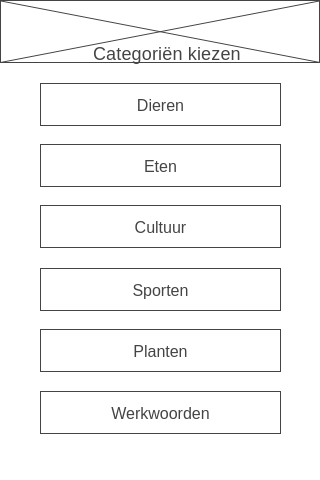 Categoriën kiezen
Dieren
Eten
Cultuur
Sporten
Planten
Werkwoorden